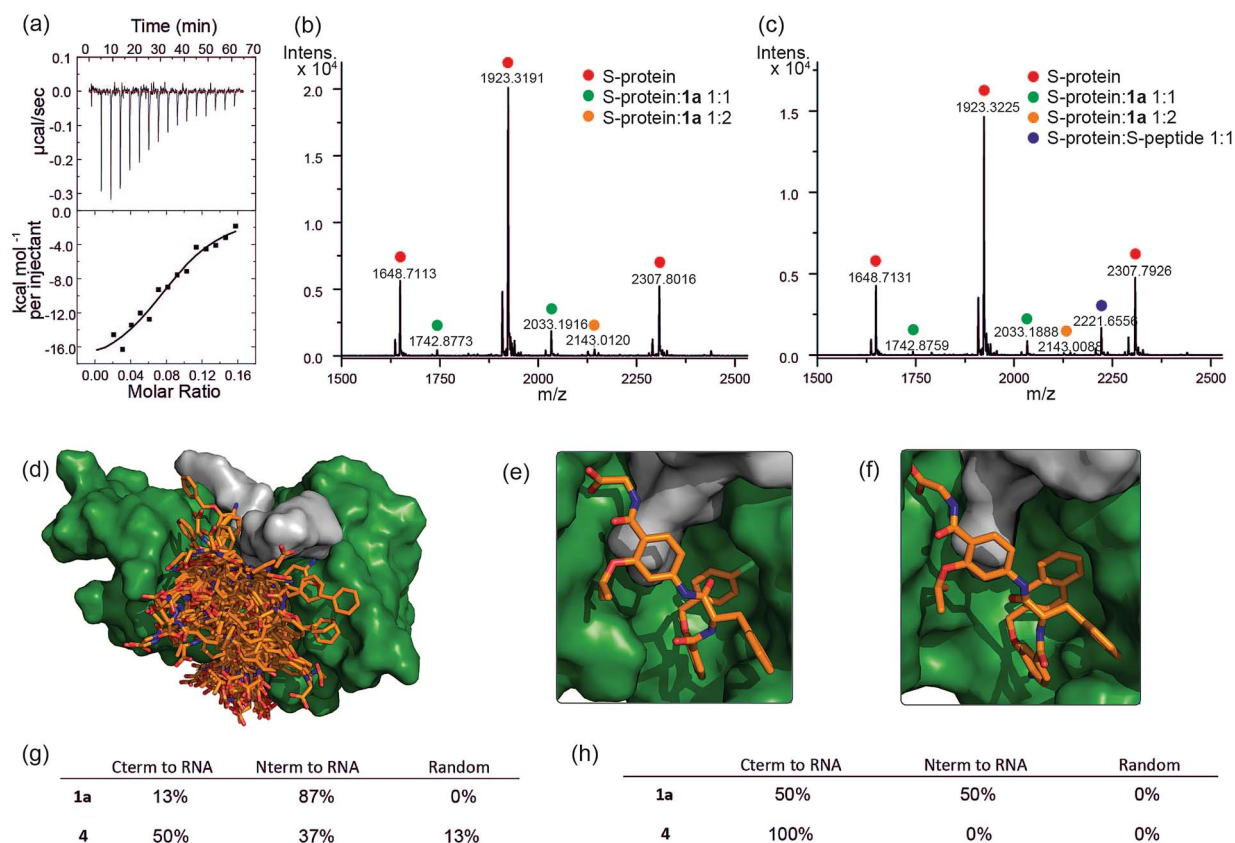 (a)
Time (min)
0 10 20 30 40 50 60 70
0.1
0.0
-0.1
-0.2
-0.3
µcal/sec
0.0
-4.0
-8.0
-12.0
-16.0
kcal mol⁻¹
per injectant
0.00 0.04 0.08 0.12 0.16
Molar Ratio
(b)
Intens.
x 10⁴
2.0
1.5
1.0
0.5
0.0
S-protein
S-protein:1a 1:1
S-protein:1a 1:2
1923.3191
1648.7113
1742.8773
2033.1916
2143.0120
2307.8016
1500 1750 2000 2250 2500
m/z
(c)
Intens.
x 10⁴
1.5
1.0
0.5
0.0
S-protein
S-protein:1a 1:1
S-protein:1a 1:2
S-protein:S-peptide 1:1
1923.3225
1648.7131
1742.8759
2033.1888
2143.0088
2221.6556
2307.7926
1500 1750 2000 2250 2500
m/z
(d)
(e)
(f)
(g)
Cterm to RNA Nterm to RNA Random
1a 13% 87% 0%
4 50% 37% 13%
(h)
Cterm to RNA Nterm to RNA Random
1a 50% 50% 0%
4 100% 0% 0%